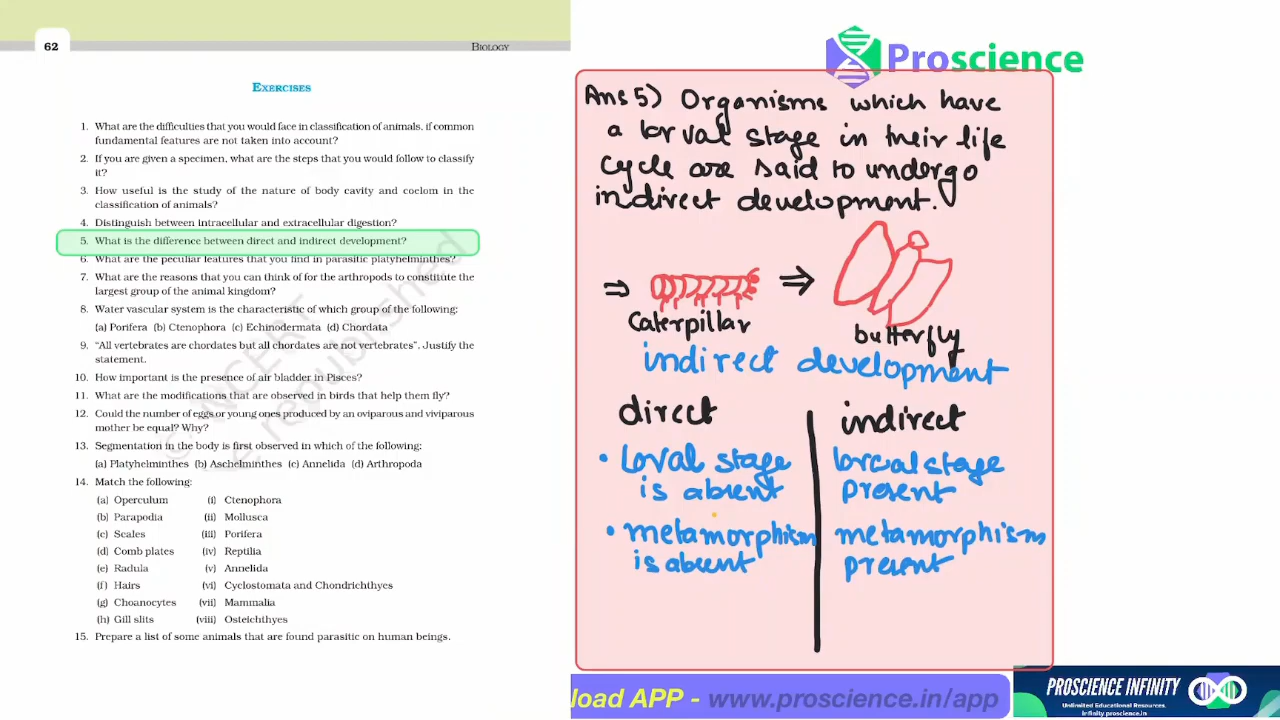 62
BIOLOGY
EXERCISES
1. What are the difficulties that you would face in classification of animals, if common
fundamental features are not taken into account?
2. If you are given a specimen, what are the steps that you would follow to classify
it?
3. How useful is the study of the nature of body cavity and coelom in the
classification of animals?
4. Distinguish between intracellular and extracellular digestion?
5. What is the difference between direct and indirect development?
6. What are the peculiar features that you find in parasitic platyhelminthes?
7. What are the reasons that you can think of for the arthropods to constitute the
largest group of the animal kingdom?
8. Water vascular system is the characteristic of which group of the following:
(a) Porifera (b) Ctenophora (c) Echinodermata (d) Chordata
9. “All vertebrates are chordates but all chordates are not vertebrates”. Justify the
statement.
10. How important is the presence of air bladder in Pisces?
11. What are the modifications that are observed in birds that help them fly?
12. Could the number of eggs or young ones produced by an oviparous and viviparous
mother be equal? Why?
13. Segmentation in the body is first observed in which of the following:
(a) Platyhelminthes (b) Aschelminthes (c) Annelida (d) Arthropoda
14. Match the following:
(a) Operculum (i) Ctenophora
(b) Parapodia (ii) Mollusca
(c) Scales (iii) Porifera
(d) Comb plates (iv) Reptilia
(e) Radula (v) Annelida
(f) Hairs (vi) Cyclostomata and Chondrichthyes
(g) Choanocytes (vii) Mammalia
(h) Gill slits (viii) Osteichthyes
15. Prepare a list of some animals that are found parasitic on human beings.
Proscience
Ans 5) Organisms which have
a larval stage in their life
cycle are said to undergo
indirect development.
⇒ ⇒
Caterpillar butterfly
indirect development
direct indirect
• larval stage larval stage
is absent present
• metamorphism metamorphism
is absent present
load APP - www.proscience.in/app
PROSCIENCE INFINITY
Unlimited Educational Resources.
infinity.proscience.in